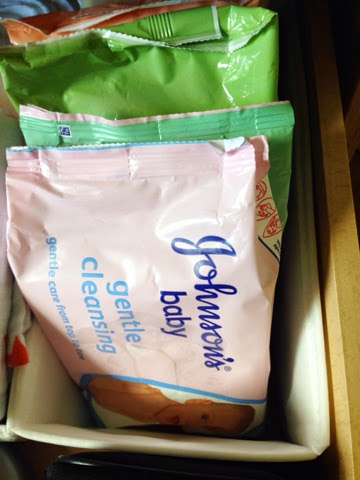 Johnson's®
baby
gentle
cleansing
gentle care from top to toe